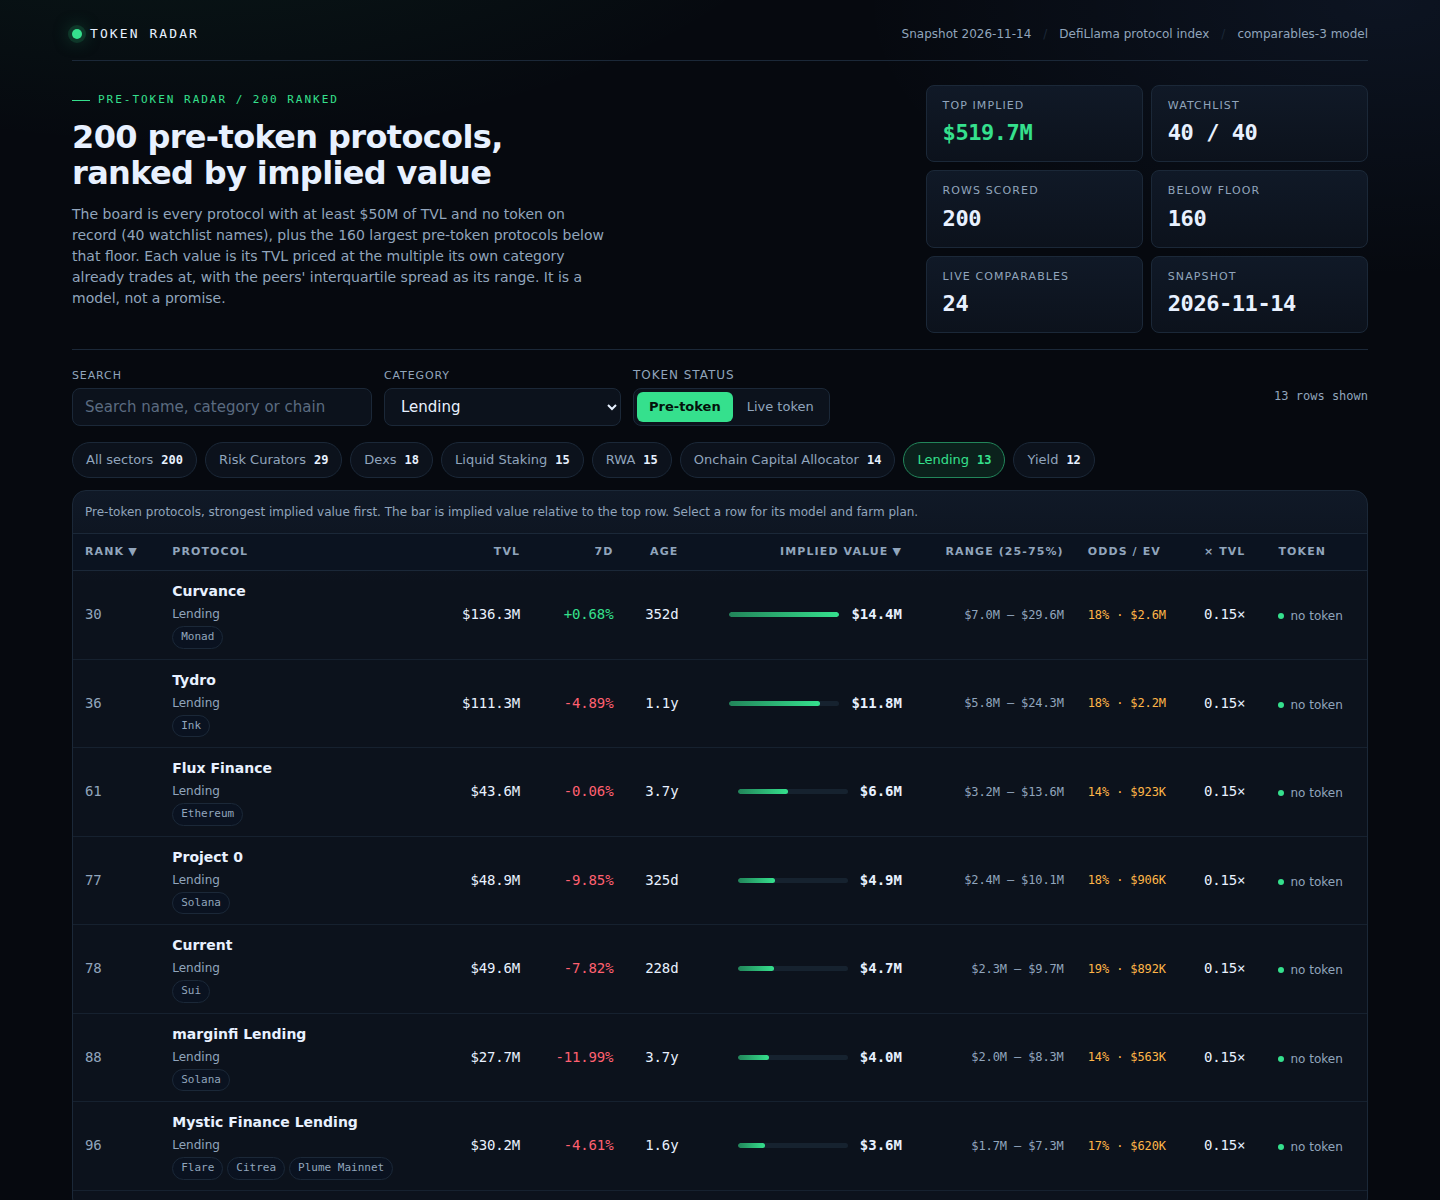 TOKEN RADAR
Snapshot 2026-11-14 / DefiLlama protocol index / comparables-3 model
PRE-TOKEN RADAR / 200 RANKED
200 pre-token protocols,
ranked by implied value
The board is every protocol with at least $50M of TVL and no token on
record (40 watchlist names), plus the 160 largest pre-token protocols below
that floor. Each value is its TVL priced at the multiple its own category
already trades at, with the peers' interquartile spread as its range. It is a
model, not a promise.
TOP IMPLIED
$519.7M
WATCHLIST
40 / 40
ROWS SCORED
200
BELOW FLOOR
160
LIVE COMPARABLES
24
SNAPSHOT
2026-11-14
SEARCH
Search name, category or chain
CATEGORY
Lending
TOKEN STATUS
Pre-token Live token
13 rows shown
All sectors 200 Risk Curators 29 Dexs 18 Liquid Staking 15 RWA 15 Onchain Capital Allocator 14 Lending 13 Yield 12
Pre-token protocols, strongest implied value first. The bar is implied value relative to the top row. Select a row for its model and farm plan.
RANK ▼ PROTOCOL TVL 7D AGE IMPLIED VALUE ▼ RANGE (25-75%) ODDS / EV × TVL TOKEN
Curvance
30 Lending $136.3M +0.68% 352d $14.4M $7.0M – $29.6M 18% · $2.6M 0.15× no token
Monad
Tydro
36 Lending $111.3M -4.89% 1.1y $11.8M $5.8M – $24.3M 18% · $2.2M 0.15× no token
Ink
Flux Finance
61 Lending $43.6M -0.06% 3.7y $6.6M $3.2M – $13.6M 14% · $923K 0.15× no token
Ethereum
Project 0
77 Lending $48.9M -9.85% 325d $4.9M $2.4M – $10.1M 18% · $906K 0.15× no token
Solana
Current
78 Lending $49.6M -7.82% 228d $4.7M $2.3M – $9.7M 19% · $892K 0.15× no token
Sui
marginfi Lending
88 Lending $27.7M -11.99% 3.7y $4.0M $2.0M – $8.3M 14% · $563K 0.15× no token
Solana
Mystic Finance Lending
96 Lending $30.2M -4.61% 1.6y $3.6M $1.7M – $7.3M 17% · $620K 0.15× no token
Flare Citrea Plume Mainnet